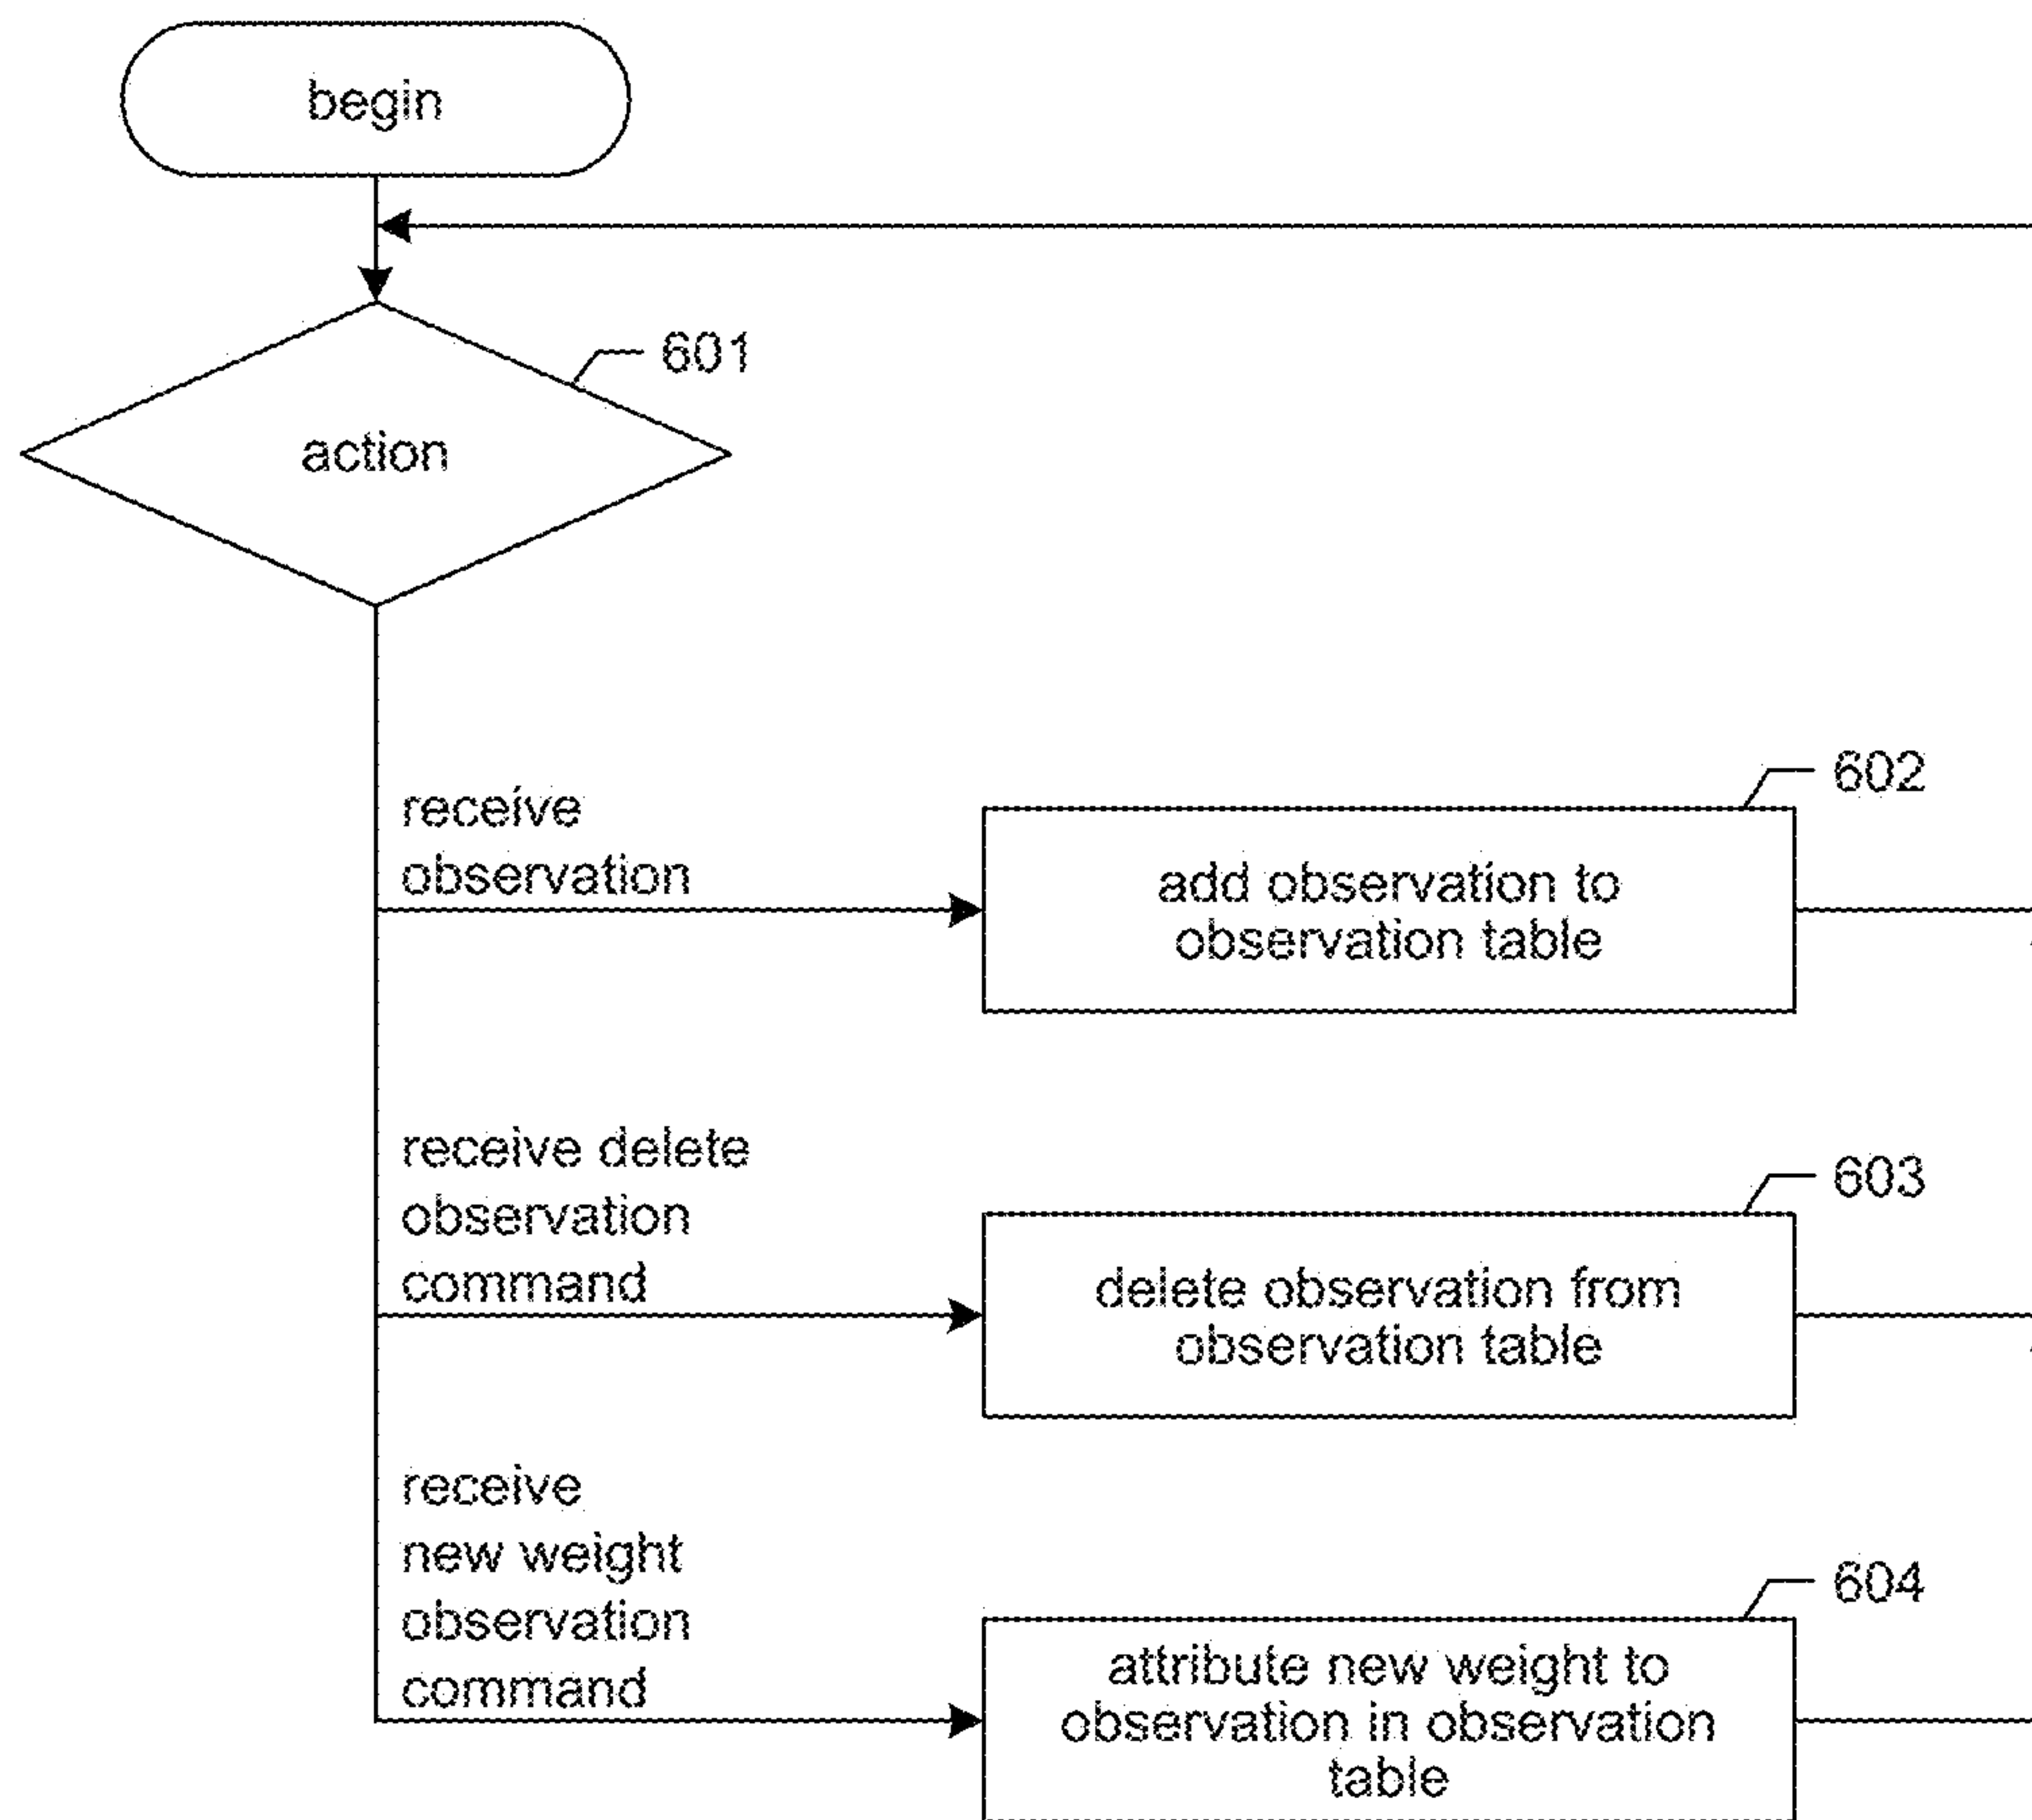 begin
601
action
receive
observation
602
add observation to
observation table
receive delete
observation
command
603
delete observation from
observation table
receive
new weight
observation
command
604
attribute new weight to
observation in observation
table